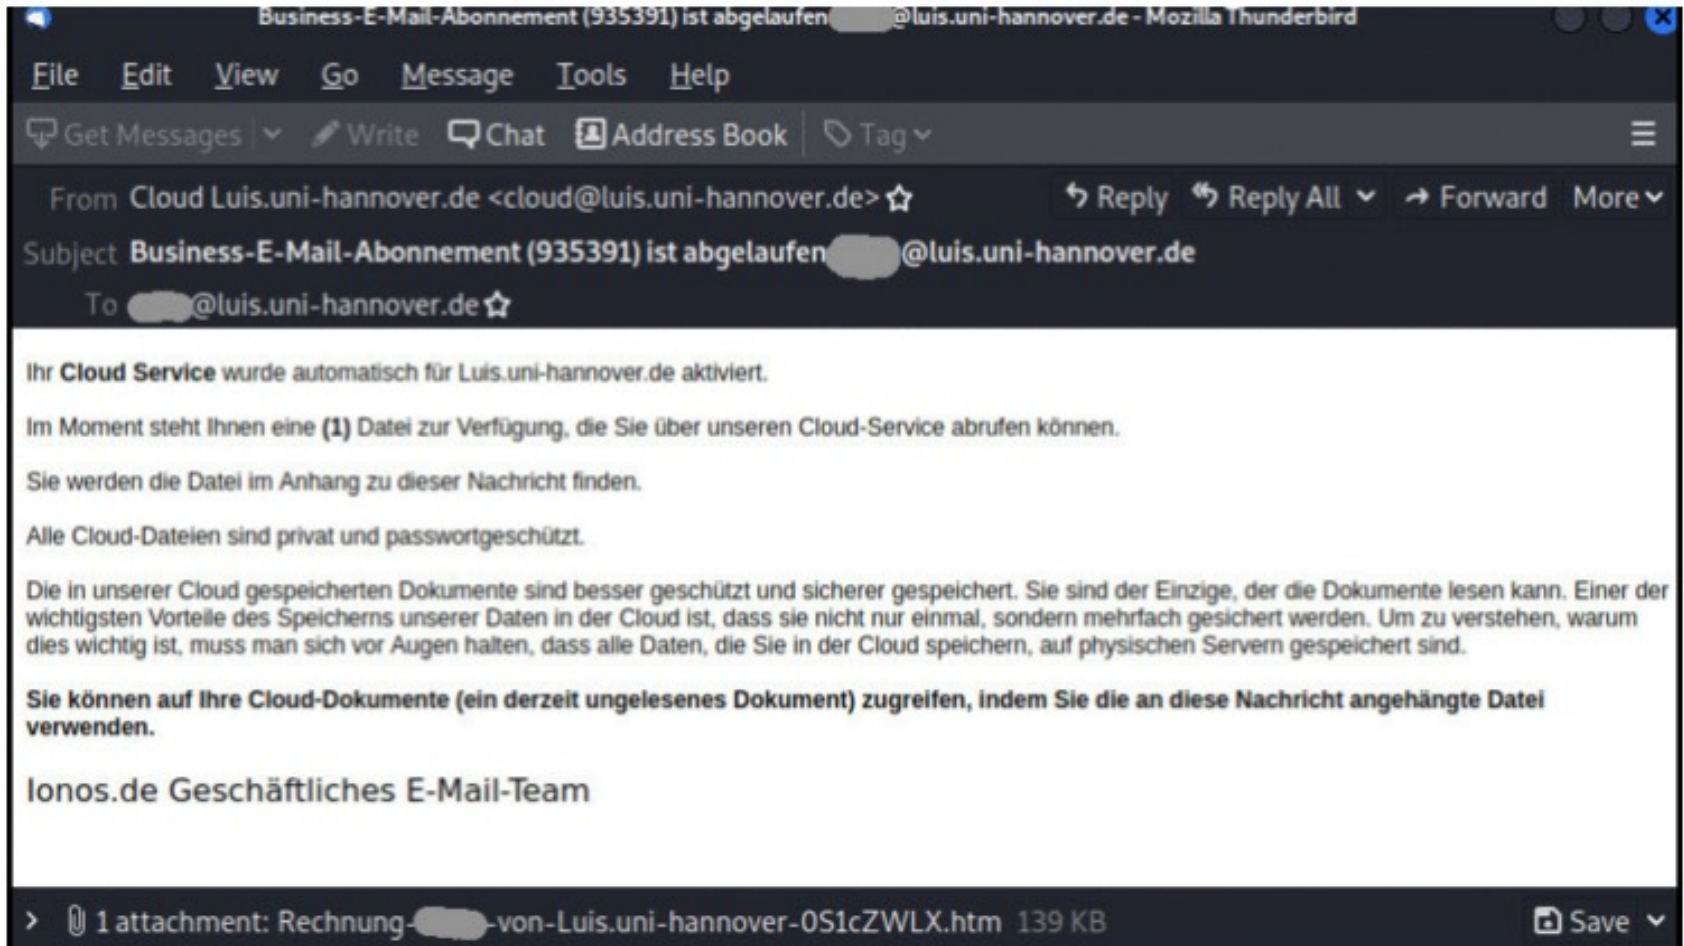 Business-E-Mail-Abonnement (935391) ist abgelaufen @luis.uni-hannover.de - Mozilla Thunderbird
File Edit View Go Message Tools Help
Get Messages Write Chat Address Book Tag
From Cloud Luis.uni-hannover.de <cloud@luis.uni-hannover.de> Reply Reply All Forward More
Subject Business-E-Mail-Abonnement (935391) ist abgelaufen @luis.uni-hannover.de
To @luis.uni-hannover.de
Ihr Cloud Service wurde automatisch für Luis.uni-hannover.de aktiviert.
Im Moment steht Ihnen eine (1) Datei zur Verfügung, die Sie über unseren Cloud-Service abrufen können.
Sie werden die Datei im Anhang zu dieser Nachricht finden.
Alle Cloud-Dateien sind privat und passwortgeschützt.
Die in unserer Cloud gespeicherten Dokumente sind besser geschützt und sicherer gespeichert. Sie sind der Einzige, der die Dokumente lesen kann. Einer der
wichtigsten Vorteile des Speicherns unserer Daten in der Cloud ist, dass sie nicht nur einmal, sondern mehrfach gesichert werden. Um zu verstehen, warum
dies wichtig ist, muss man sich vor Augen halten, dass alle Daten, die Sie in der Cloud speichern, auf physischen Servern gespeichert sind.
Sie können auf Ihre Cloud-Dokumente (ein derzeit ungelesenes Dokument) zugreifen, indem Sie die an diese Nachricht angehängte Datei
verwenden.
Ionos.de Geschäftliches E-Mail-Team
1 attachment: Rechnung- -von-Luis.uni-hannover-0S1cZWLX.htm 139 KB Save